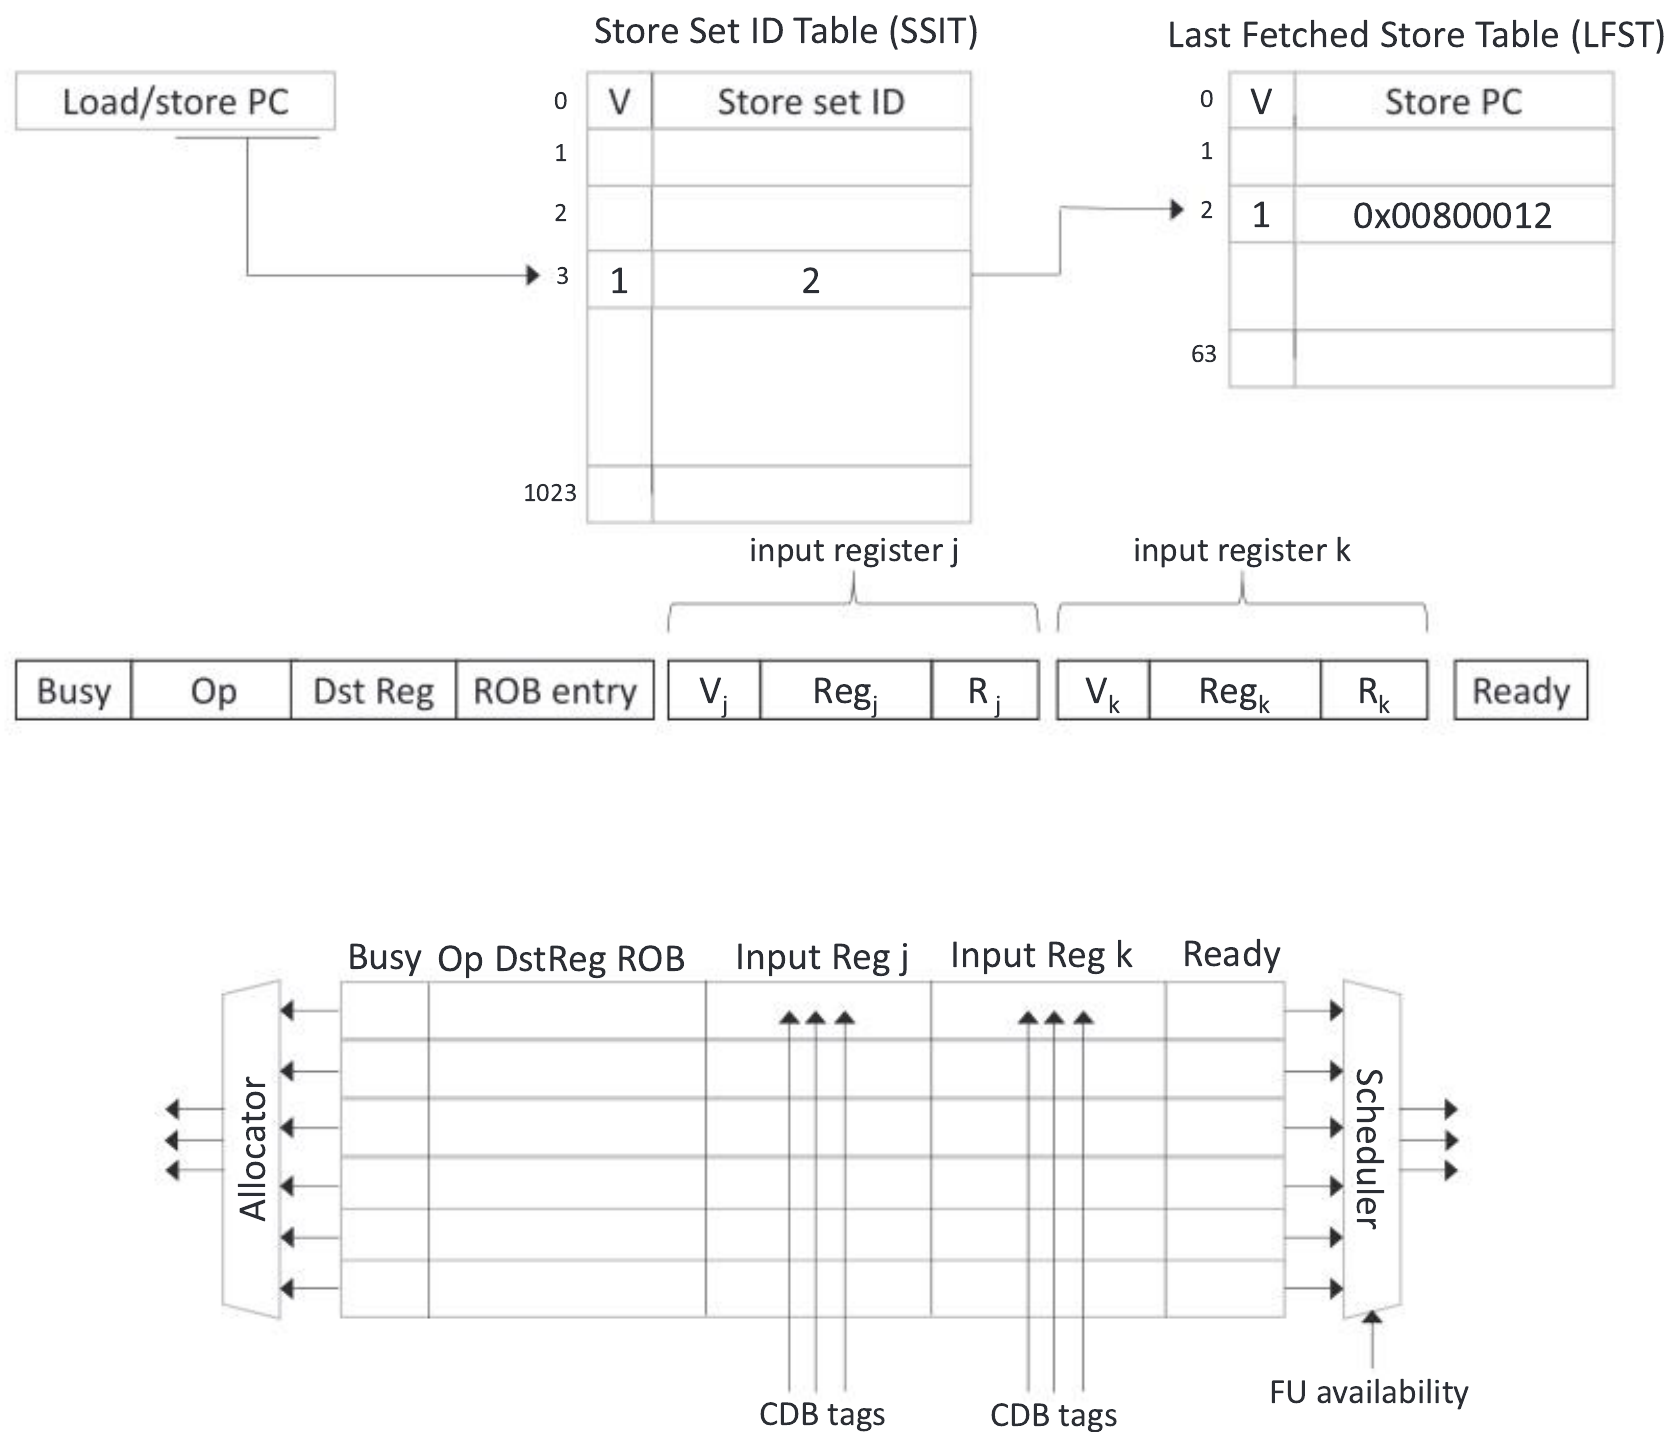 Store Set ID Table (SSIT)
Last Fetched Store Table (LFST)
Load/store PC
0 V Store set ID
1
2
3 1 2
1023
0 V Store PC
1
2 1 0x00800012
63
input register j
input register k
Busy Op Dst Reg ROB entry Vj Regj Rj Vk Regk Rk Ready
Busy Op DstReg ROB Input Reg j Input Reg k Ready
Allocator
Scheduler
CDB tags
CDB tags
FU availability